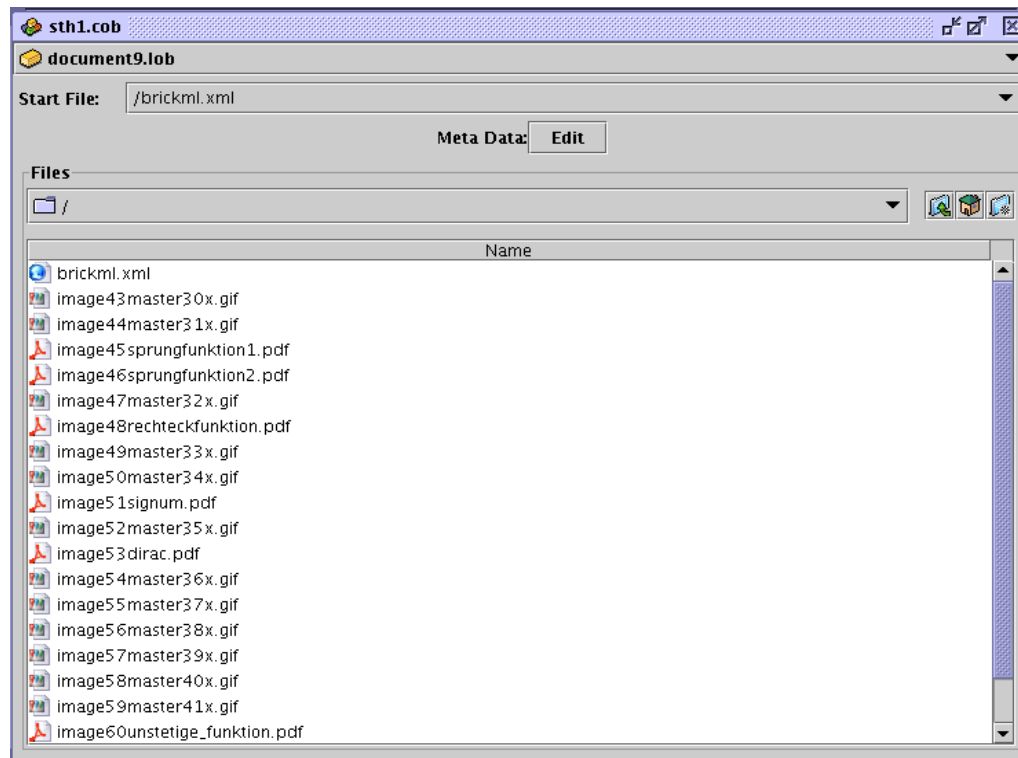 sth1.cob
document9.lob
Start File: /brickml.xml
Meta Data: Edit
Files
/
Name
brickml.xml
image43master30x.gif
image44master31x.gif
image45sprungfunktion1.pdf
image46sprungfunktion2.pdf
image47master32x.gif
image48rechteckfunktion.pdf
image49master33x.gif
image50master34x.gif
image51signum.pdf
image52master35x.gif
image53dirac.pdf
image54master36x.gif
image55master37x.gif
image56master38x.gif
image57master39x.gif
image58master40x.gif
image59master41x.gif
image60unstetige_funktion.pdf